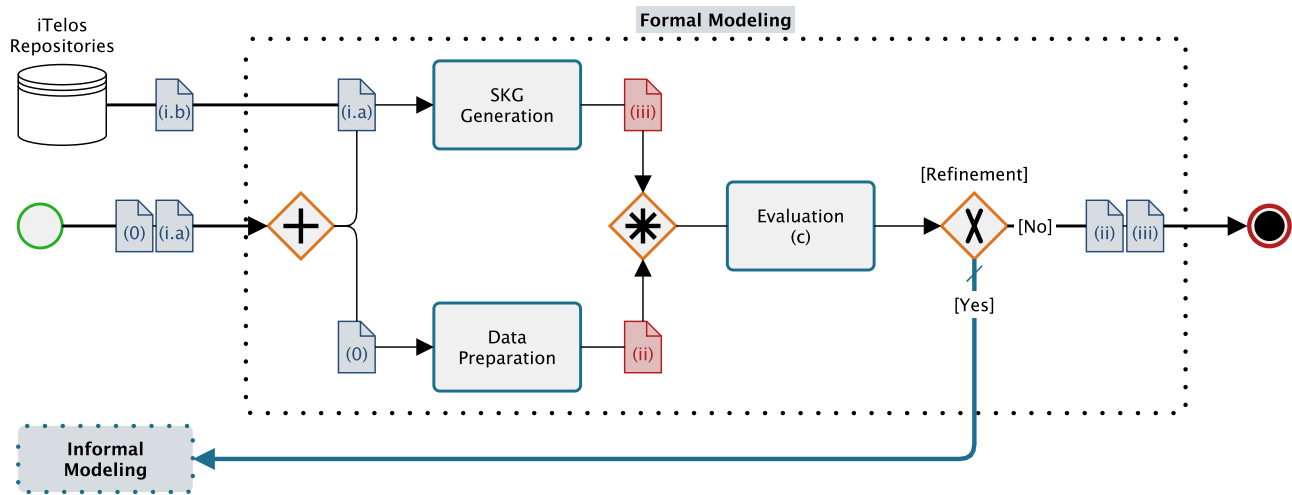 Formal Modeling
iTelos
Repositories
(i.b)
(i.a)
SKG
Generation
(iii)
(0)
(i.a)
Evaluation
(c)
[Refinement]
[No]
(ii)
(iii)
[Yes]
(0)
Data
Preparation
(ii)
Informal
Modeling